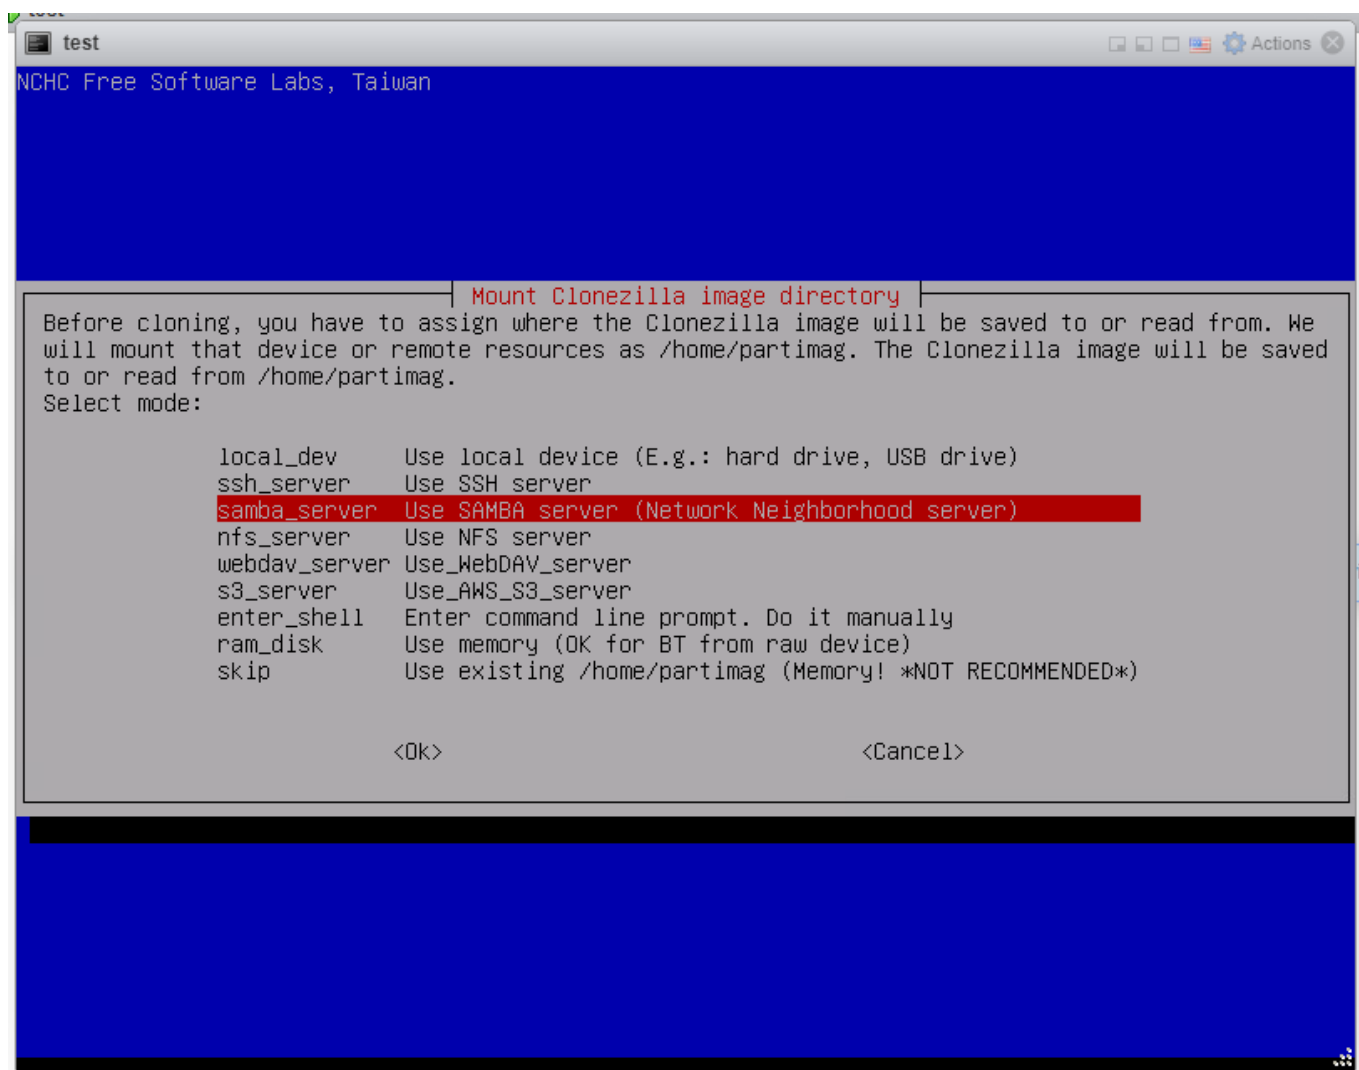 test
Actions
NCHC Free Software Labs, Taiwan
Mount Clonezilla image directory
Before cloning, you have to assign where the Clonezilla image will be saved to or read from. We
will mount that device or remote resources as /home/partimag. The Clonezilla image will be saved
to or read from /home/partimag.
Select mode:
local_dev Use local device (E.g.: hard drive, USB drive)
ssh_server Use SSH server
samba_server Use SAMBA server (Network Neighborhood server)
nfs_server Use NFS server
webdav_server Use_WebDAV_server
s3_server Use_AWS_S3_server
enter_shell Enter command line prompt. Do it manually
ram_disk Use memory (OK for BT from raw device)
skip Use existing /home/partimag (Memory! *NOT RECOMMENDED*)
<Ok> <Cancel>